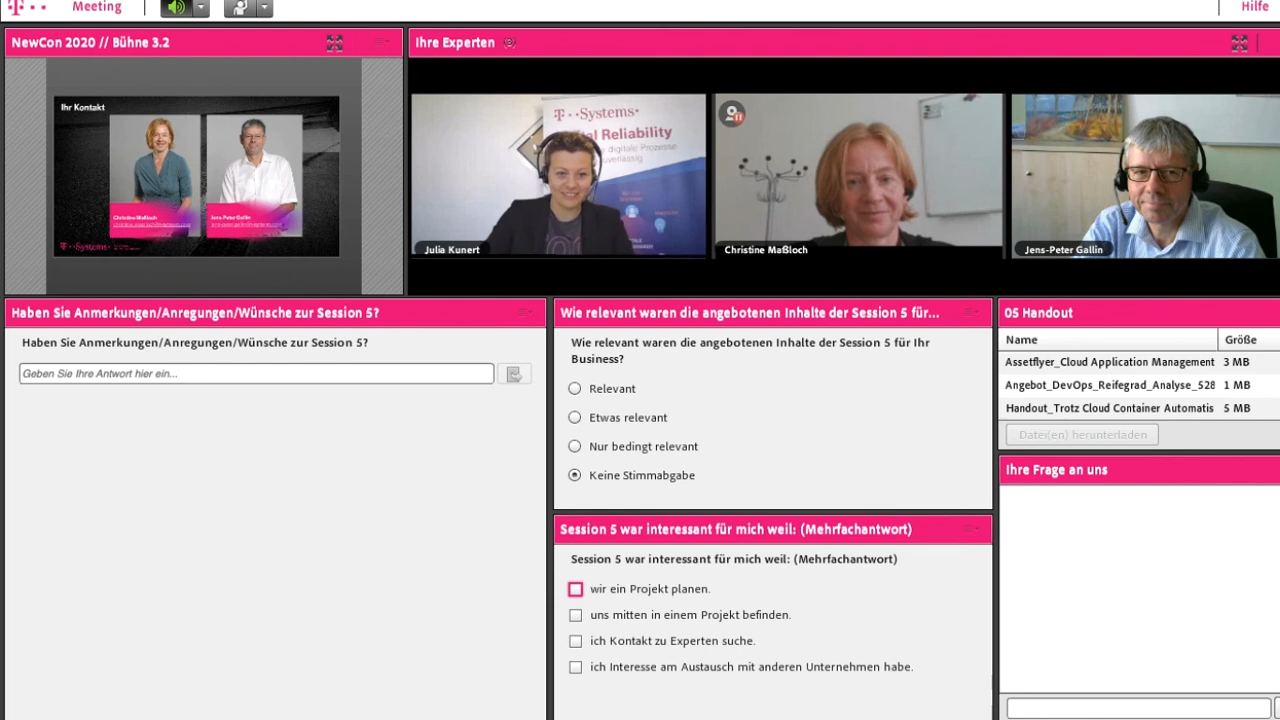 T
Meeting
Hilfe
NewCon 2020 // Bühne 3.2
Ihre Experten
Ihr Kontakt
Christine Maßloch
Jens-Peter Gallin
T Systems
T Systems
Reliability
digitale Prozesse
Julia Kunert
Christine Maßloch
Jens-Peter Gallin
Haben Sie Anmerkungen/Anregungen/Wünsche zur Session 5?
Haben Sie Anmerkungen/Anregungen/Wünsche zur Session 5?
Geben Sie Ihre Antwort hier ein...
Wie relevant waren die angebotenen Inhalte der Session 5 für...
Wie relevant waren die angebotenen Inhalte der Session 5 für Ihr
Business?
Relevant
Etwas relevant
Nur bedingt relevant
Keine Stimmabgabe
Session 5 war interessant für mich weil: (Mehrfachantwort)
Session 5 war interessant für mich weil: (Mehrfachantwort)
wir ein Projekt planen.
uns mitten in einem Projekt befinden.
ich Kontakt zu Experten suche.
ich Interesse am Austausch mit anderen Unternehmen habe.
05 Handout
Name Größe
Assetflyer_Cloud Application Management 3 MB
Angebot_DevOps_Reifegrad_Analyse_528 1 MB
Handout_Trotz Cloud Container Automatis 5 MB
Datei(en) herunterladen
Ihre Frage an uns